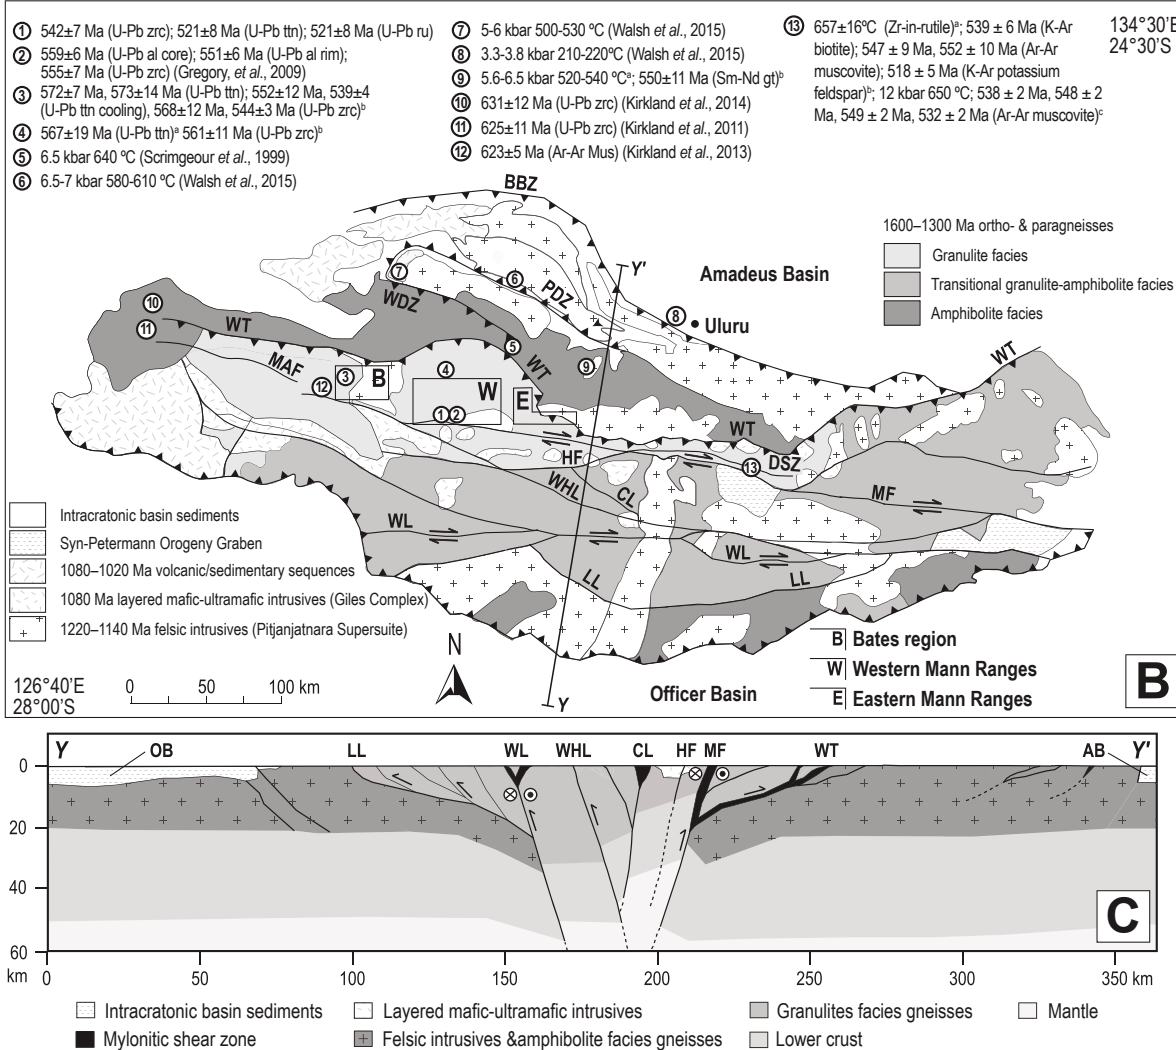 ① 542±7 Ma (U-Pb zrc); 521±8 Ma (U-Pb ttn); 521±8 Ma (U-Pb ru)
② 559±6 Ma (U-Pb al core); 551±6 Ma (U-Pb al rim);
555±7 Ma (U-Pb zrc) (Gregory, et al., 2009)
③ 572±7 Ma, 573±14 Ma (U-Pb ttn); 552±12 Ma, 539±4
(U-Pb ttn cooling), 568±12 Ma, 544±3 Ma (U-Pb zrc)ᵇ
④ 567±19 Ma (U-Pb ttn)ᵃ 561±11 Ma (U-Pb zrc)ᵇ
⑤ 6.5 kbar 640 ºC (Scrimgeour et al., 1999)
⑥ 6.5-7 kbar 580-610 ºC (Walsh et al., 2015)
⑦ 5-6 kbar 500-530 ºC (Walsh et al., 2015)
⑧ 3.3-3.8 kbar 210-220ºC (Walsh et al., 2015)
⑨ 5.6-6.5 kbar 520-540 ºCᵃ; 550±11 Ma (Sm-Nd gt)ᵇ
⑩ 631±12 Ma (U-Pb zrc) (Kirkland et al., 2014)
⑪ 625±11 Ma (U-Pb zrc) (Kirkland et al., 2011)
⑫ 623±5 Ma (Ar-Ar Mus) (Kirkland et al., 2013)
⑬ 657±16ºC (Zr-in-rutile)ᵃ; 539 ± 6 Ma (K-Ar
biotite); 547 ± 9 Ma, 552 ± 10 Ma (Ar-Ar
muscovite); 518 ± 5 Ma (K-Ar potassium
feldspar)ᵇ; 12 kbar 650 ºC; 538 ± 2 Ma, 548 ± 2
Ma, 549 ± 2 Ma, 532 ± 2 Ma (Ar-Ar muscovite)ᶜ
134°30'E
24°30'S
BBZ
1600–1300 Ma ortho- & paragneisses
Granulite facies
Transitional granulite-amphibolite facies
Amphibolite facies
Y'
Amadeus Basin
⑦
⑥
PDZ
WDZ
⑧
Uluru
⑩
⑪
WT
⑤
WT
⑨
WT
MAF
⑫
③
B
④
W
E
①
②
WT
HF
DSZ
⑬
WHL
CL
MF
WL
WL
LL
LL
Intracratonic basin sediments
Syn-Petermann Orogeny Graben
1080–1020 Ma volcanic/sedimentary sequences
1080 Ma layered mafic-ultramafic intrusives (Giles Complex)
1220–1140 Ma felsic intrusives (Pitjanjatnara Supersuite)
N
126°40'E
28°00'S
0 50 100 km
Y
Officer Basin
B Bates region
W Western Mann Ranges
E Eastern Mann Ranges
B
Y OB LL WL WHL CL HF MF WT AB Y'
0
20
40
60
km
C
0 50 100 150 200 250 300 350 km
Intracratonic basin sediments
Layered mafic-ultramafic intrusives
Granulites facies gneisses
Mantle
Mylonitic shear zone
Felsic intrusives &amphibolite facies gneisses
Lower crust